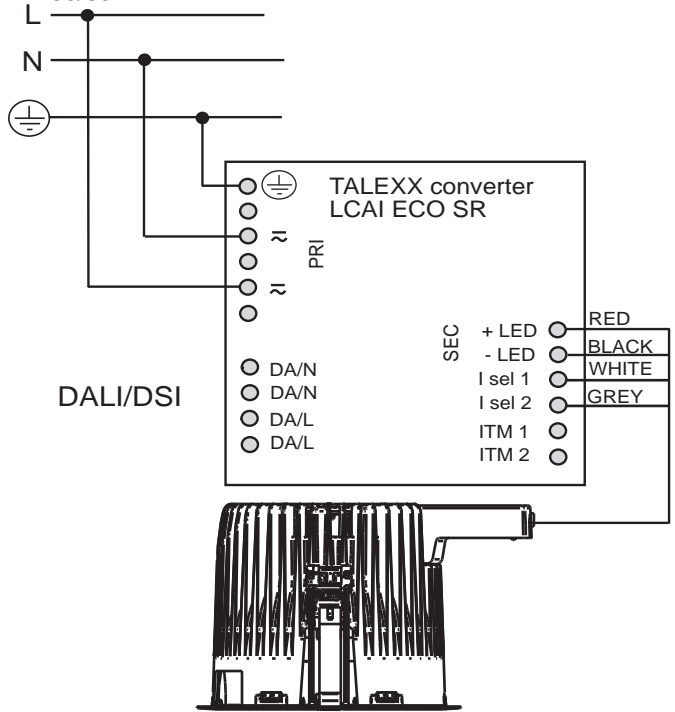 L
N
TALEXX converter
LCAI ECO SR
PRI
SEC
+ LED
RED
- LED
BLACK
I sel 1
WHITE
I sel 2
GREY
ITM 1
ITM 2
DA/N
DA/N
DA/L
DA/L
DALI/DSI